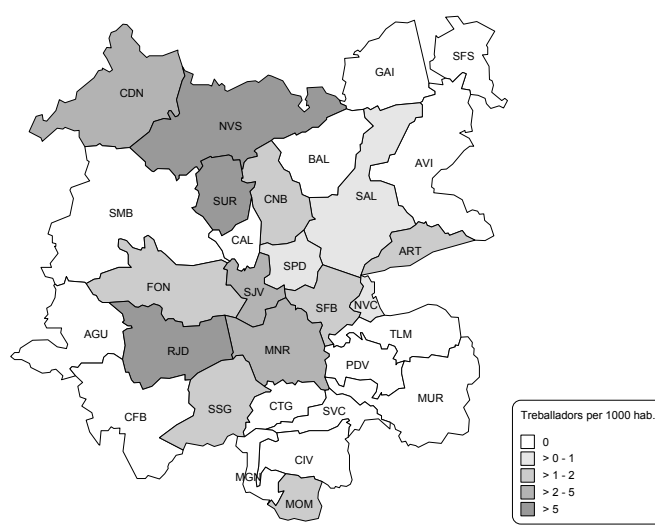 SFS
GAI
CDN
NVS
BAL
AVI
SAL
SUR
CNB
SMB
CAL
ART
SPD
FON
SJV
SFB
NVC
AGU
TLM
RJD
MNR
PDV
MUR
SSG
CTG
SVC
CFB
CIV
MGN
MOM
Treballadors per 1000 hab.
0
> 0 - 1
> 1 - 2
> 2 - 5
> 5